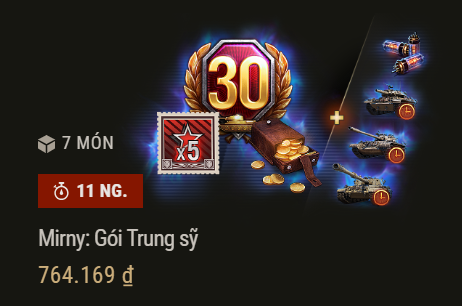 30
x5
+
7 MÓN
11 NG.
Mirny: Gói Trung sỹ
764.169 ₫